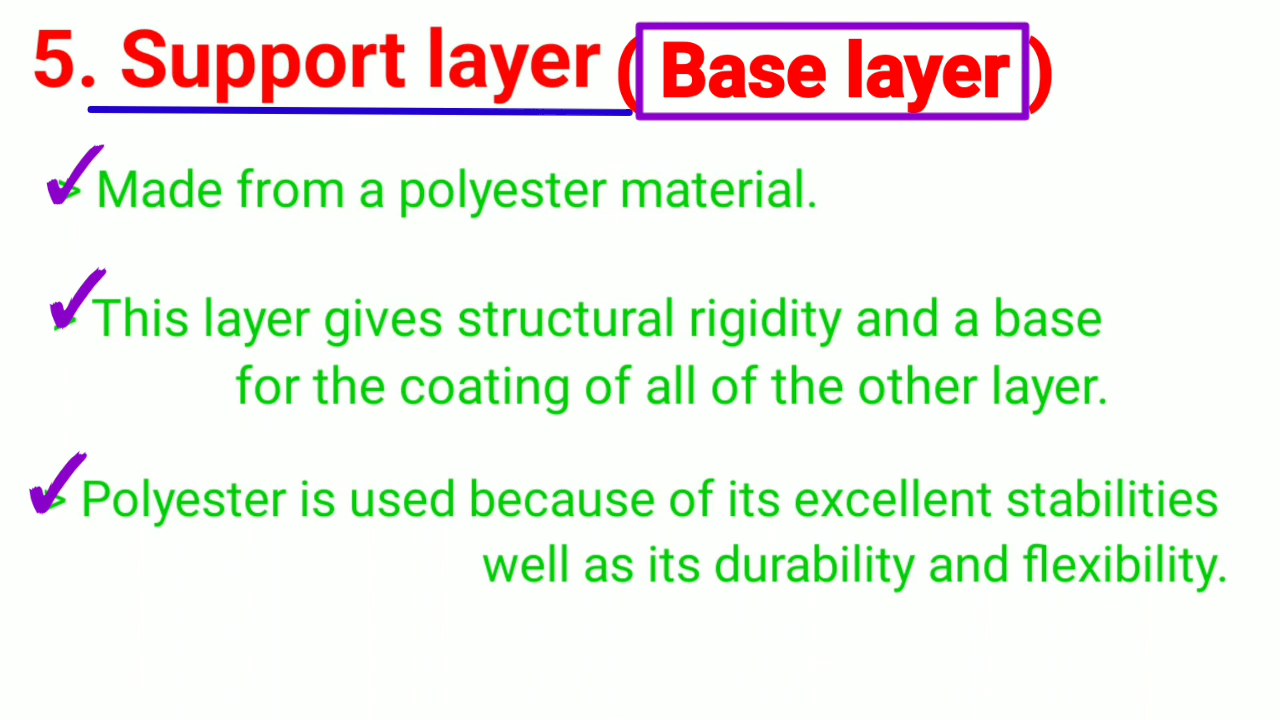 5. Support layer ( Base layer )
> Made from a polyester material.
> This layer gives structural rigidity and a base
for the coating of all of the other layer.
> Polyester is used because of its excellent stabilities
well as its durability and flexibility.